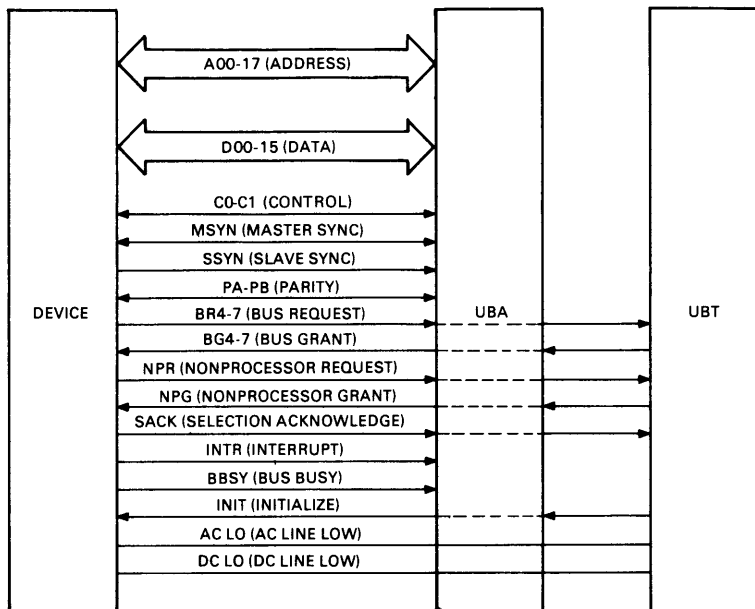 A00-17 (ADDRESS)
D00-15 (DATA)
C0-C1 (CONTROL)
MSYN (MASTER SYNC)
SSYN (SLAVE SYNC)
PA-PB (PARITY)
DEVICE
BR4-7 (BUS REQUEST)
UBA
UBT
BG4-7 (BUS GRANT)
NPR (NONPROCESSOR REQUEST)
NPG (NONPROCESSOR GRANT)
SACK (SELECTION ACKNOWLEDGE)
INTR (INTERRUPT)
BBSY (BUS BUSY)
INIT (INITIALIZE)
AC LO (AC LINE LOW)
DC LO (DC LINE LOW)